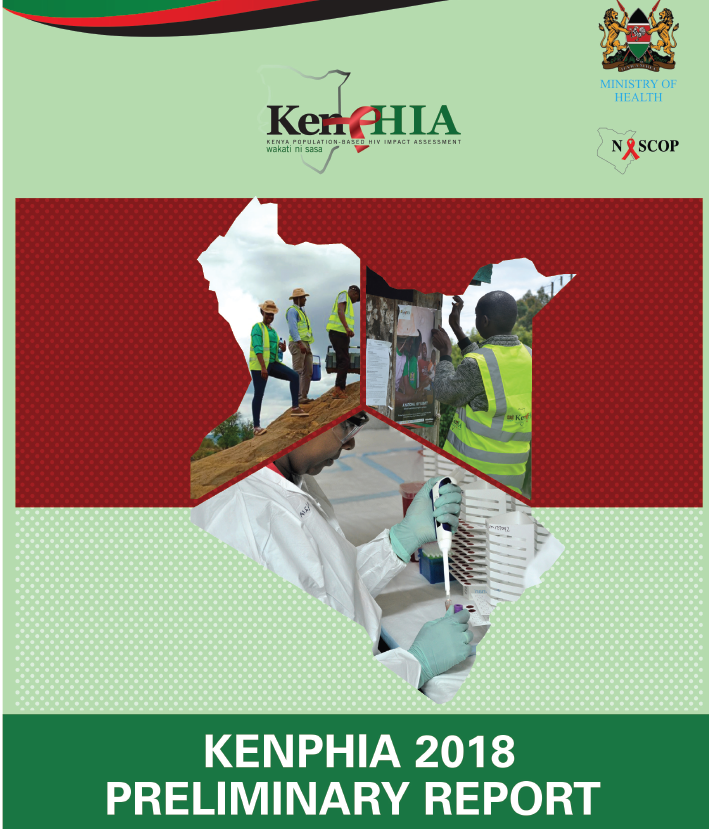 MINISTRY OF
HEALTH
KenPHIA
KENYA POPULATION-BASED HIV IMPACT ASSESSMENT
wakati ni sasa
NASCOP
KENPHIA 2018
PRELIMINARY REPORT